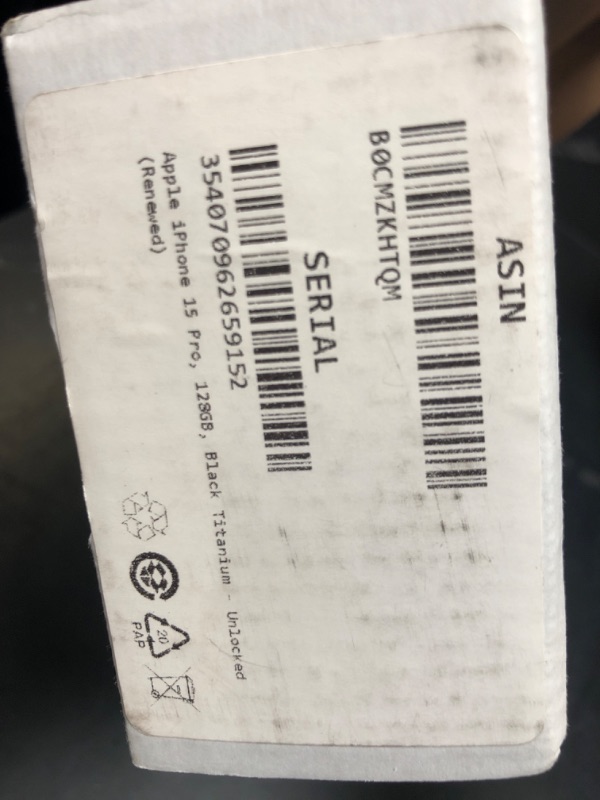 ASIN
B0CMZKHTQM
SERIAL
354070962659152
Apple iPhone 15 Pro, 128GB, Black Titanium - Unlocked
(Renewed)
20
PAP